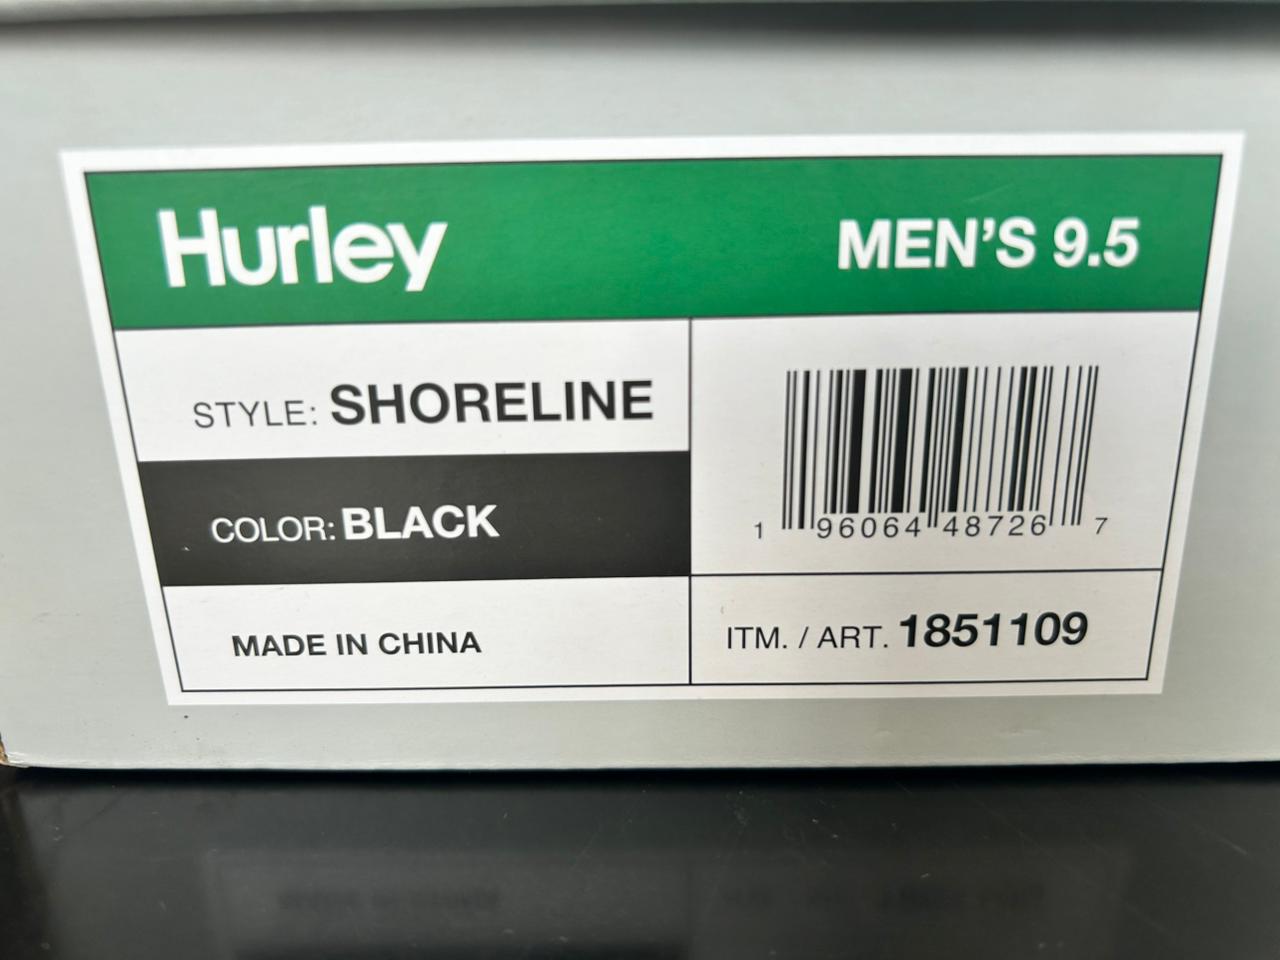 Hurley
MEN'S 9.5
STYLE: SHORELINE
COLOR: BLACK
MADE IN CHINA
1 96064 48726 7
ITM. / ART. 1851109